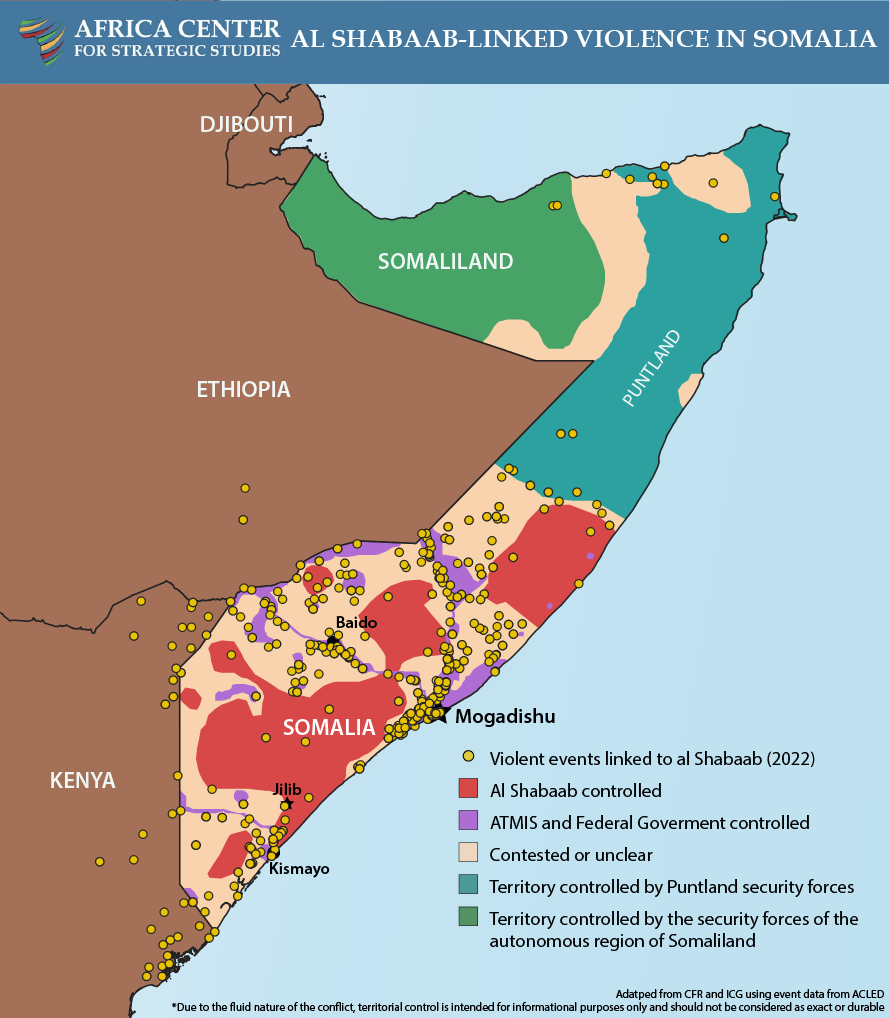 AFRICA CENTER
FOR STRATEGIC STUDIES
AL SHABAAB-LINKED VIOLENCE IN SOMALIA
DJIBOUTI
SOMALILAND
ETHIOPIA
PUNTLAND
Baido
SOMALIA
Mogadishu
KENYA
Jilib
Kismayo
Violent events linked to al Shabaab (2022)
Al Shabaab controlled
ATMIS and Federal Goverment controlled
Contested or unclear
Territory controlled by Puntland security forces
Territory controlled by the security forces of the
autonomous region of Somaliland
Adatped from CFR and ICG using event data from ACLED
*Due to the fluid nature of the conflict, territorial control is intended for informational purposes only and should not be considered as exact or durable